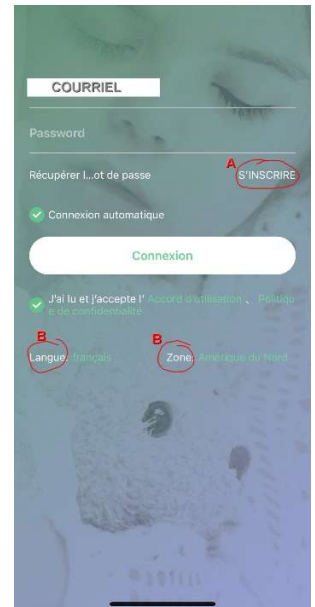 COURRIEL
Password
Récupérer l...ot de passe
A
S'INSCRIRE
Connexion automatique
Connexion
J'ai lu et j'accepte l' Accord d'utilisation 、 Politiqu
e de confidentialité
B
B
Langue: français
Zone: Amérique du Nord